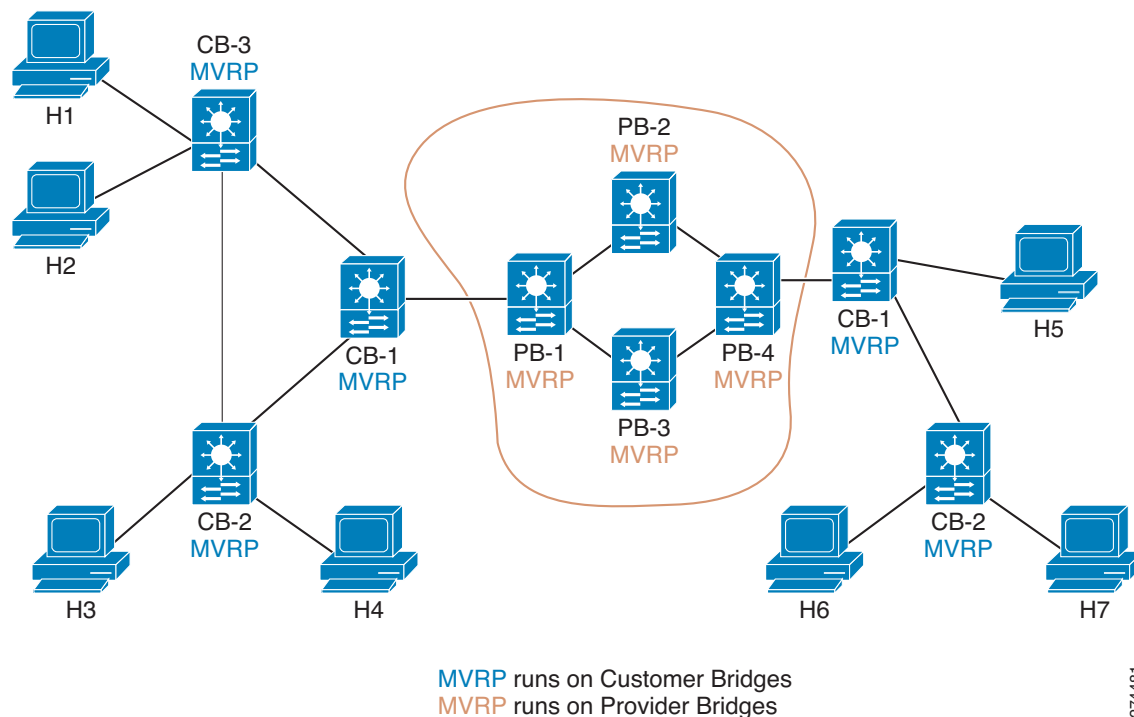 CB-3
MVRP
H1
H2
PB-2
MVRP
CB-1
MVRP
PB-1
MVRP
PB-3
MVRP
PB-4
MVRP
CB-1
MVRP
H5
CB-2
MVRP
H3
H4
CB-2
MVRP
H6
H7
MVRP runs on Customer Bridges
MVRP runs on Provider Bridges